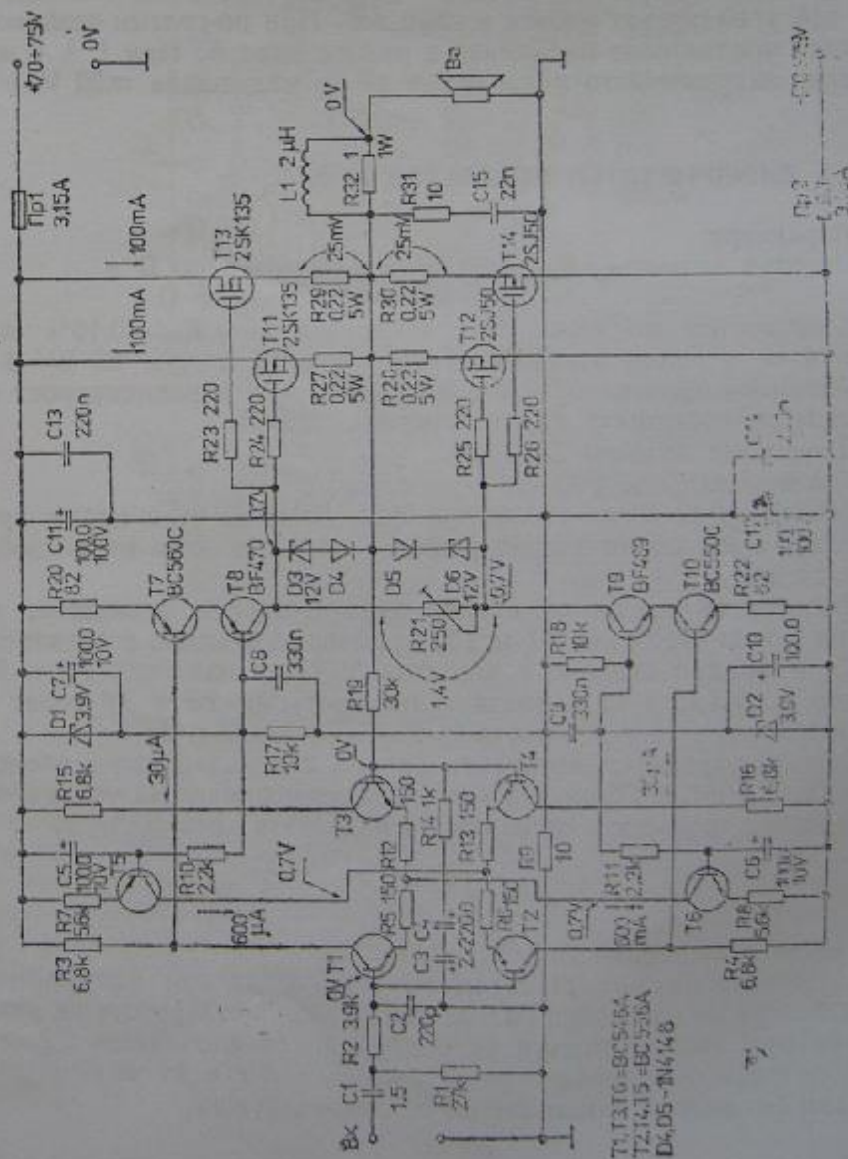 +70÷75V
0V
Пр1
3,15A
100mA
100mA
T13
2SK135
T11
2SK135
L1 2 µH
0V
R32 1
1W
Ba
R31
10
C15
22n
25mV
25mV
R29
0,22
5W
R30
0,22
5W
R27
0,22
5W
R28
0,22
5W
T14
2SJ50
T12
2SJ50
C13
220n
C11
100.0
100V
R23 220
R24 220
R25 220
R26 220
0,7V
R20
82
T7
BC560C
T8
BF470
D3
12V
D4
D5
D6
12V
R21
250
0,7V
T9
BF469
T10
BC550C
R22
82
C7
100.0
10V
D1
3,9V
C8
330n
R19
30k
1,4V
R18
10k
C9
330n
C10
100.0
D2
3,9V
R15
6,8k
30µA
R17
10k
0V
T3
T4
R16
6,8k
C5
100.0
10V
T5
R10
2,2k
0,7V
R12
150
R14 1k
R13 150
R9
10
R11
2,2k
C6
100.0
10V
R7
56k
R3
6,8k
600
µA
R5 150
C4
C3
2x220.0
R6 150
0,7V
600
mA
T6
R8
5,6k
R4
6,8k
0V T1
T2
R2 3,9k
C2
220p
C1
1.5
R1
27k
Вх
T1,T3,T6=BC546A
T2,T4,T5=BC556A
D4,D5-1N4148